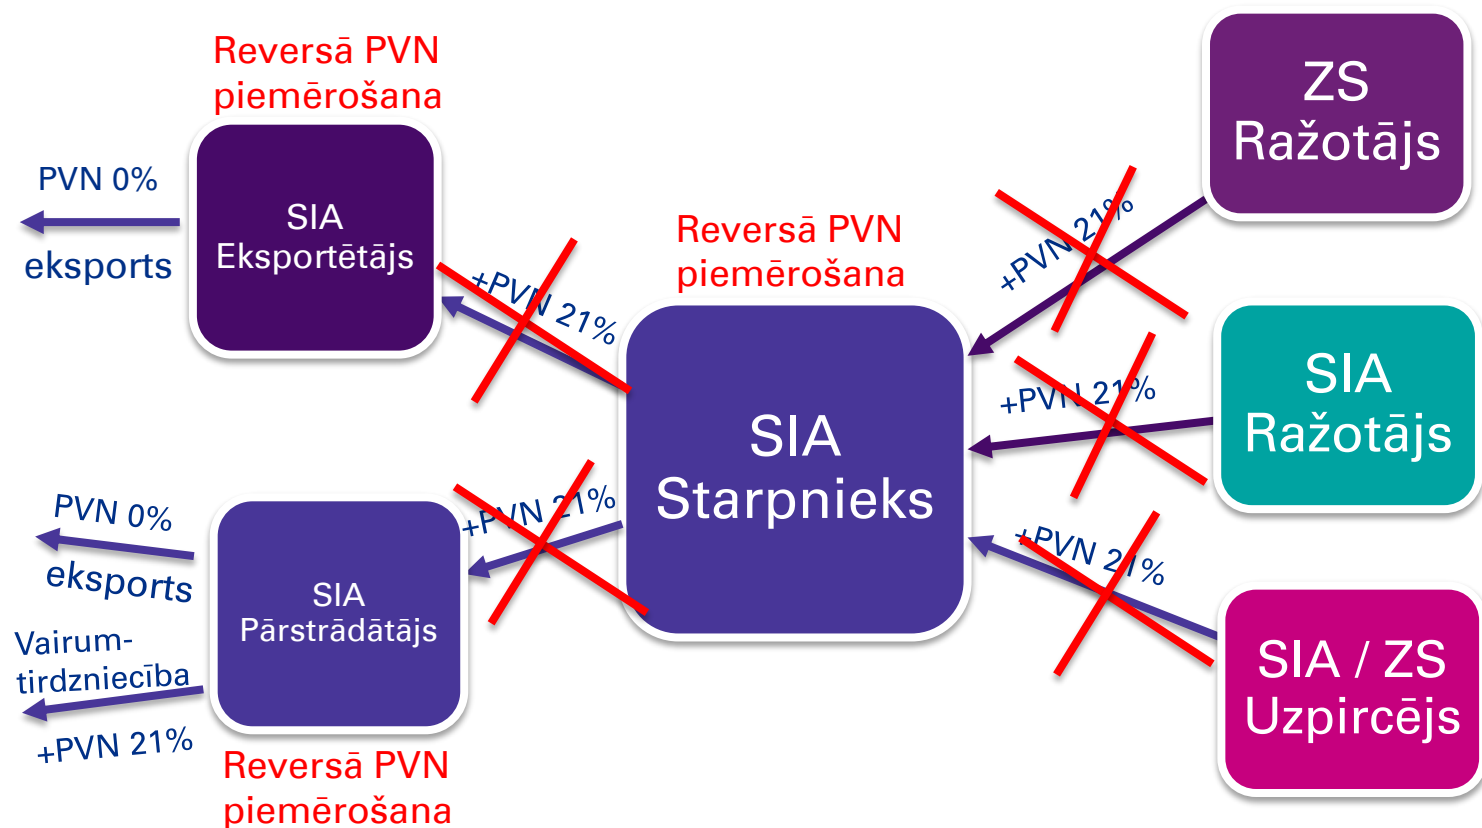 Reversā PVN
piemērošana
PVN 0%
eksports
SIA
Eksportētājs
+PVN 21%
Reversā PVN
piemērošana
SIA
Starpnieks
+PVN 21%
ZS
Ražotājs
+PVN 21%
SIA
Ražotājs
+PVN 21%
SIA / ZS
Uzpircējs
+PVN 21%
PVN 0%
eksports
Vairum-
tirdzniecība
+PVN 21%
SIA
Pārstrādātājs
Reversā PVN
piemērošana